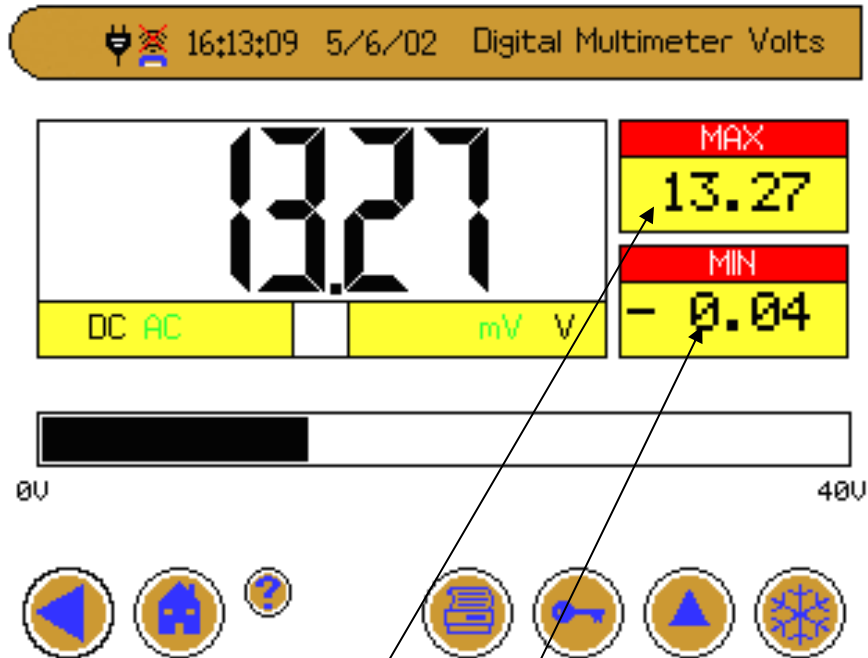 16:13:09 5/6/02 Digital Multimeter Volts
13.27
MAX
13.27
MIN
- 0.04
DC AC mV V
0V 40V
?